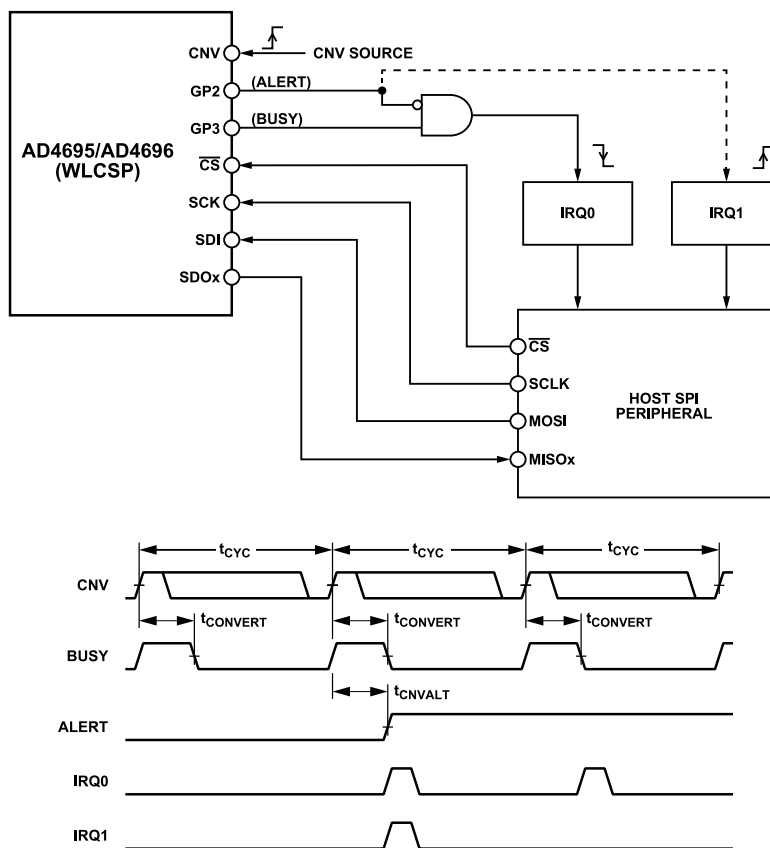 CNV
CNV SOURCE
GP2
(ALERT)
GP3
(BUSY)
AD4695/AD4696
(WLCSP)
CS
SCK
SDI
SDOx
IRQ0
IRQ1
CS
SCLK
MOSI
MISOx
HOST SPI
PERIPHERAL
tCYC
tCYC
tCYC
CNV
tCONVERT
tCONVERT
tCONVERT
BUSY
tCNVALT
ALERT
IRQ0
IRQ1